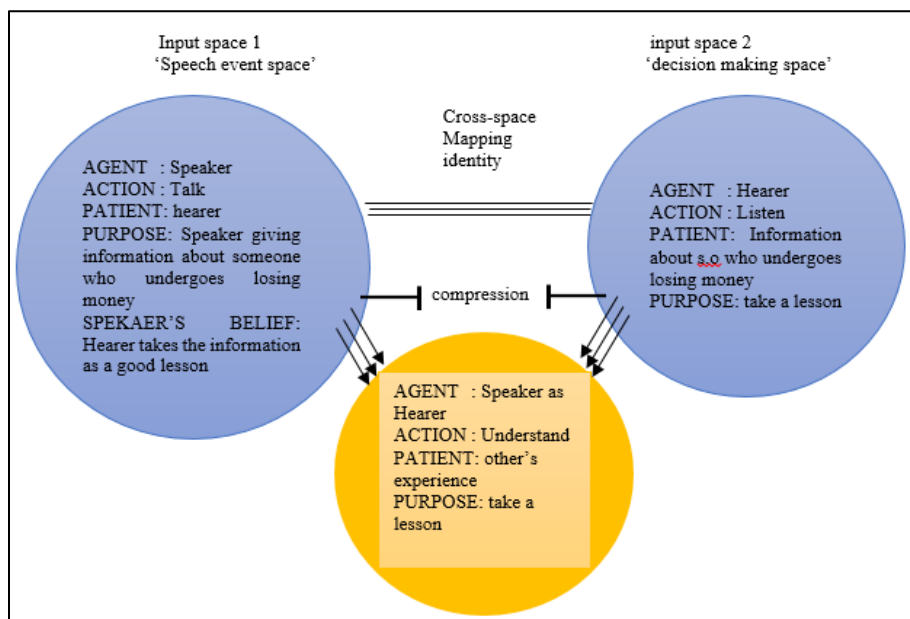 Input space 1
‘Speech event space’
input space 2
‘decision making space’
Cross-space
Mapping
identity
AGENT : Speaker
ACTION : Talk
PATIENT: hearer
PURPOSE: Speaker giving
information about someone
who undergoes losing
money
SPEKAER’S BELIEF:
Hearer takes the information
as a good lesson
AGENT : Hearer
ACTION : Listen
PATIENT: Information
about s.o who undergoes
losing money
PURPOSE: take a lesson
compression
AGENT : Speaker as
Hearer
ACTION : Understand
PATIENT: other’s
experience
PURPOSE: take a
lesson